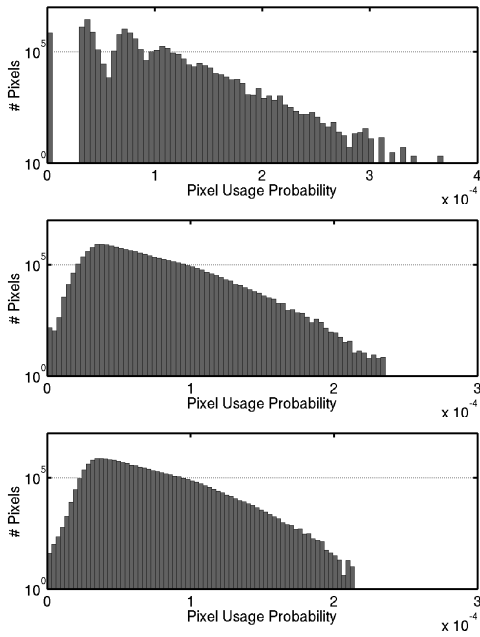 # Pixels
10^5
10^0
0 1 2 3 4
Pixel Usage Probability
x 10^-4
# Pixels
10^5
10^0
0 1 2 3
Pixel Usage Probability
x 10^-4
# Pixels
10^5
10^0
0 1 2 3
Pixel Usage Probability
x 10^-4